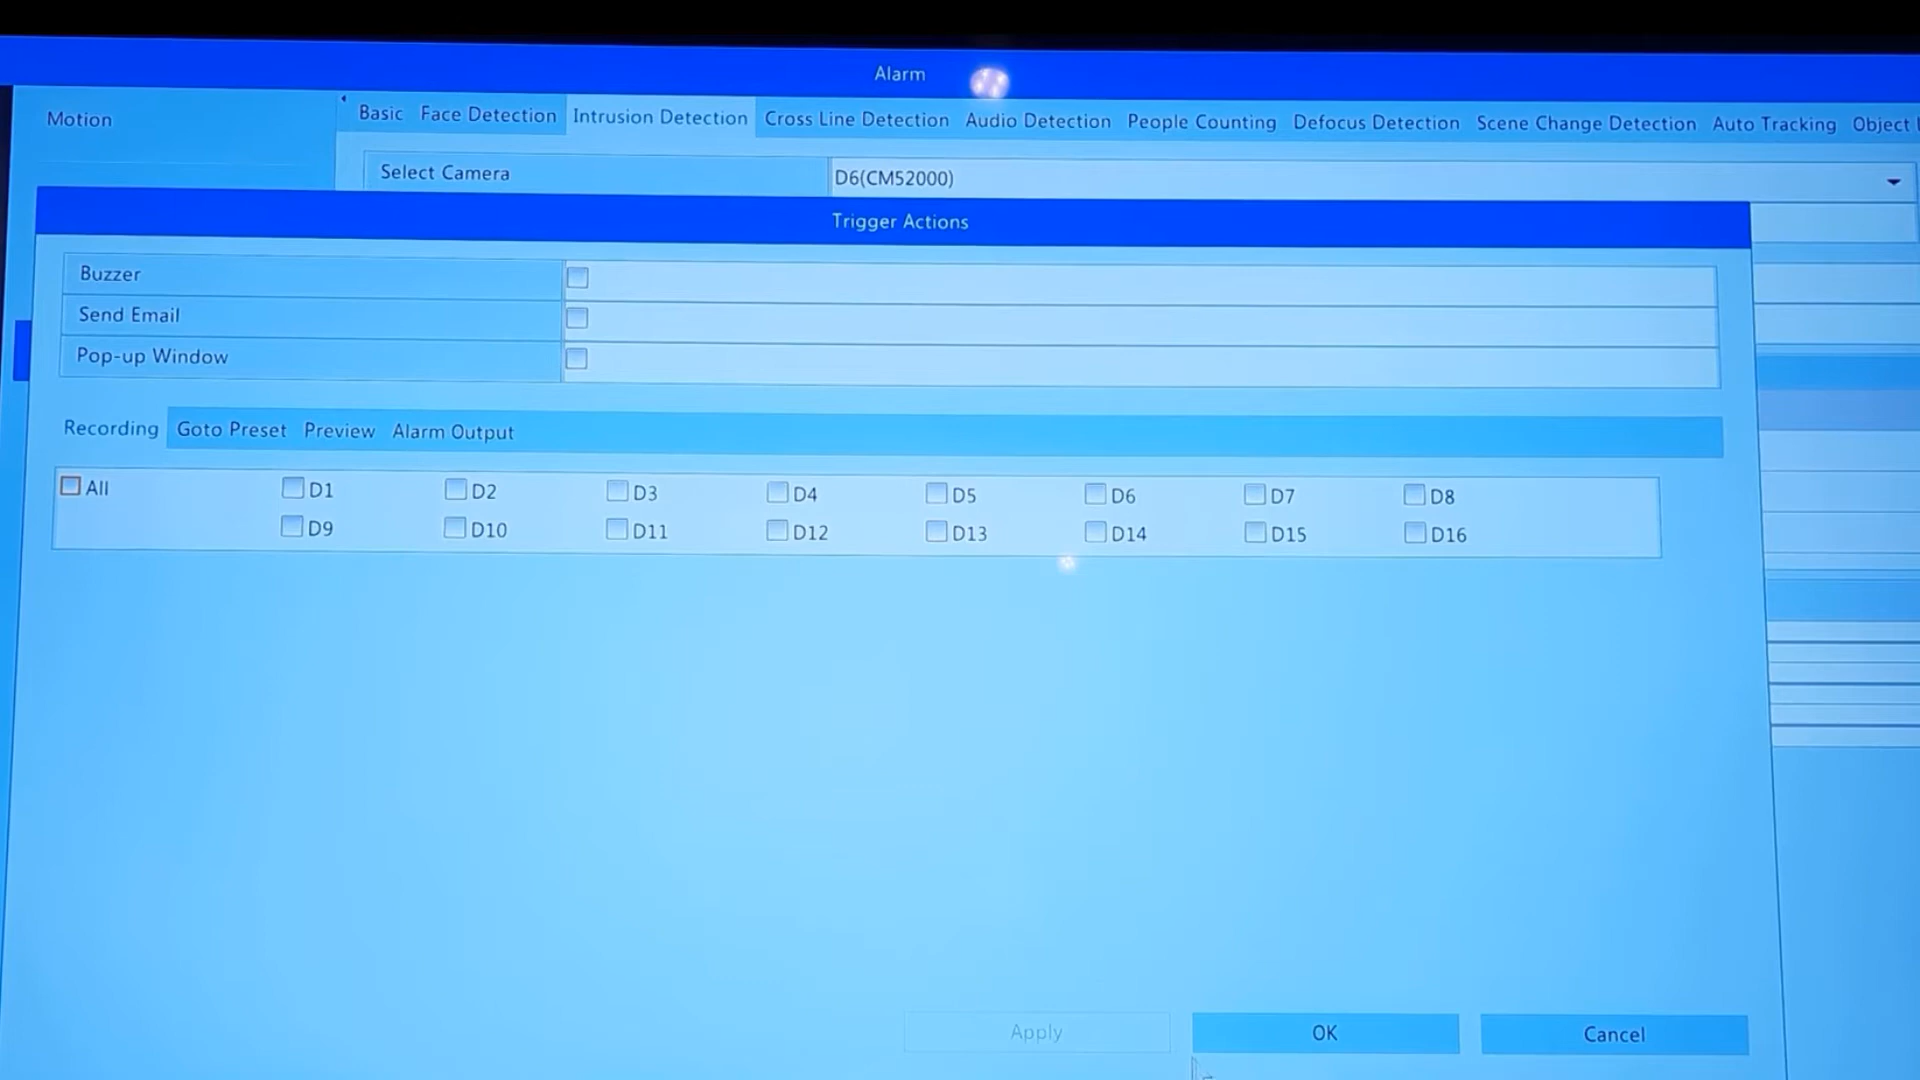 Alarm
Motion
Basic Face Detection Intrusion Detection Cross Line Detection Audio Detection People Counting Defocus Detection Scene Change Detection Auto Tracking Object
Select Camera D6(CM52000)
Trigger Actions
Buzzer
Send Email
Pop-up Window
Recording Goto Preset Preview Alarm Output
All D1 D2 D3 D4 D5 D6 D7 D8
D9 D10 D11 D12 D13 D14 D15 D16
Apply OK Cancel